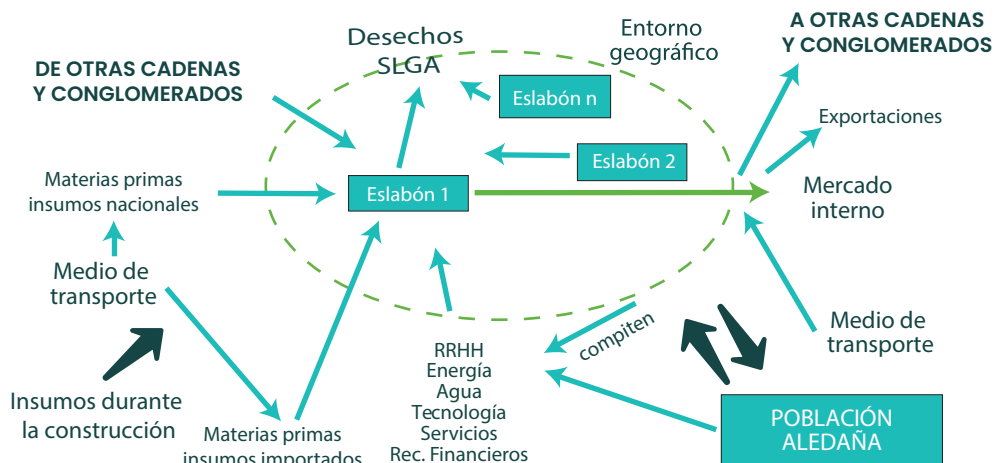 Desechos
SLGA
Entorno
geográfico
A OTRAS CADENAS
Y CONGLOMERADOS
DE OTRAS CADENAS
Y CONGLOMERADOS
Eslabón n
Exportaciones
Eslabón 2
Materias primas
insumos nacionales
Eslabón 1
Mercado
interno
Medio de
transporte
compiten
Medio de
transporte
RRHH
Energía
Agua
Tecnología
Servicios
Rec. Financieros
Insumos durante
la construcción
Materias primas
insumos importados
POBLACIÓN
ALEDAÑA